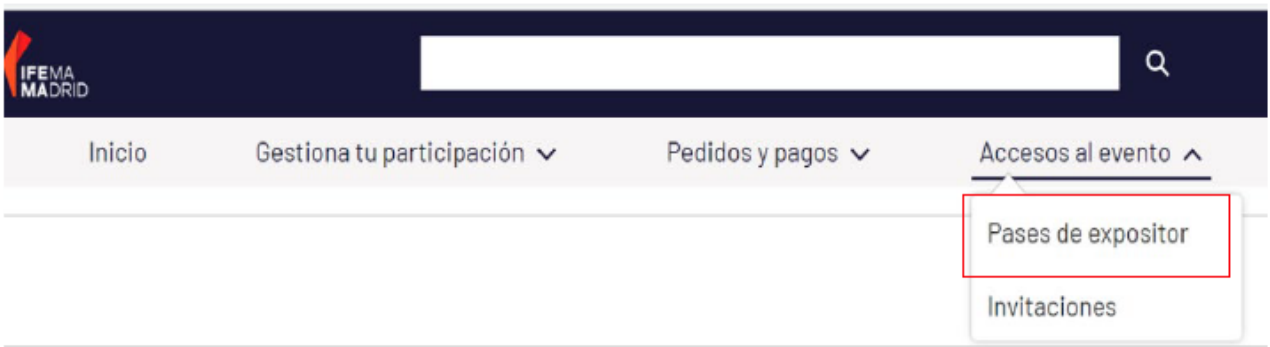 IFEMA
MADRID
Inicio
Gestiona tu participación
Pedidos y pagos
Accesos al evento
Pases de expositor
Invitaciones